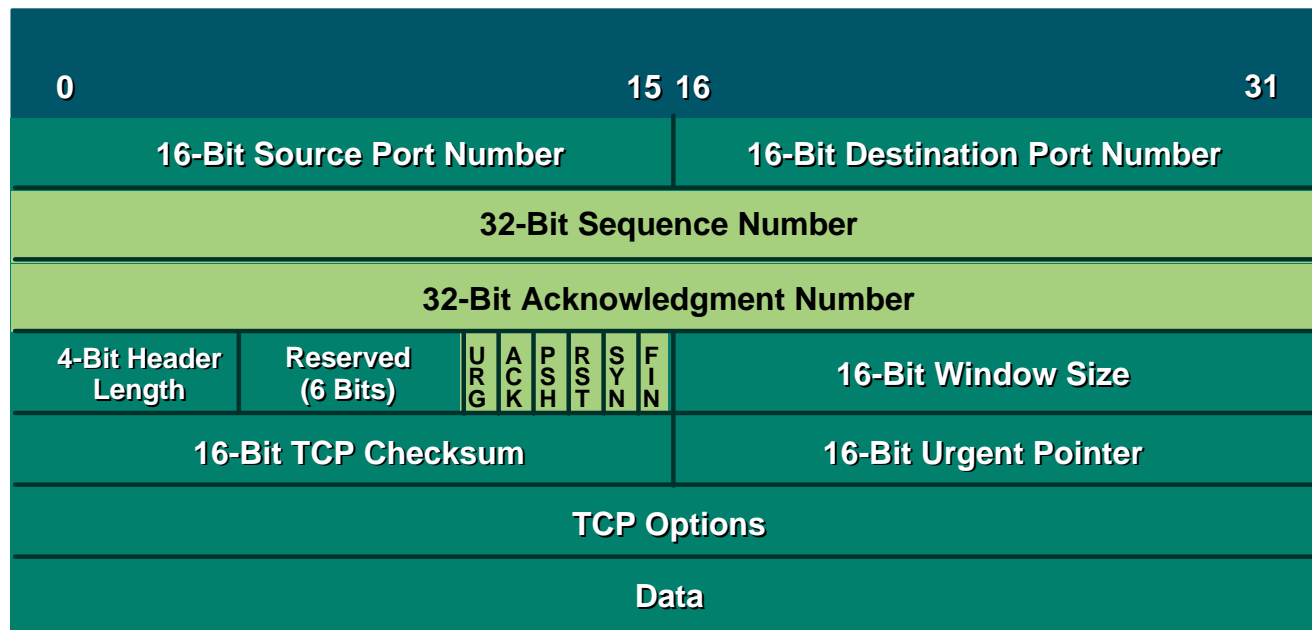 0 15 16 31
16-Bit Source Port Number 16-Bit Destination Port Number
32-Bit Sequence Number
32-Bit Acknowledgment Number
4-Bit Header Length Reserved (6 Bits) URG ACK PSH RST SYN FIN 16-Bit Window Size
16-Bit TCP Checksum 16-Bit Urgent Pointer
TCP Options
Data